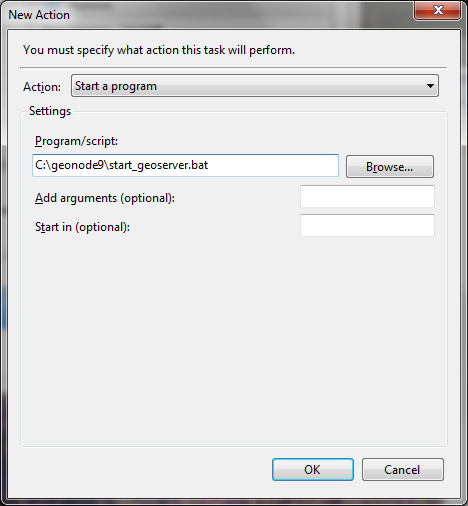 New Action
You must specify what action this task will perform.
Action: Start a program
Settings
Program/script:
C:\geonode9\start_geoserver.bat Browse...
Add arguments (optional):
Start in (optional):
OK Cancel